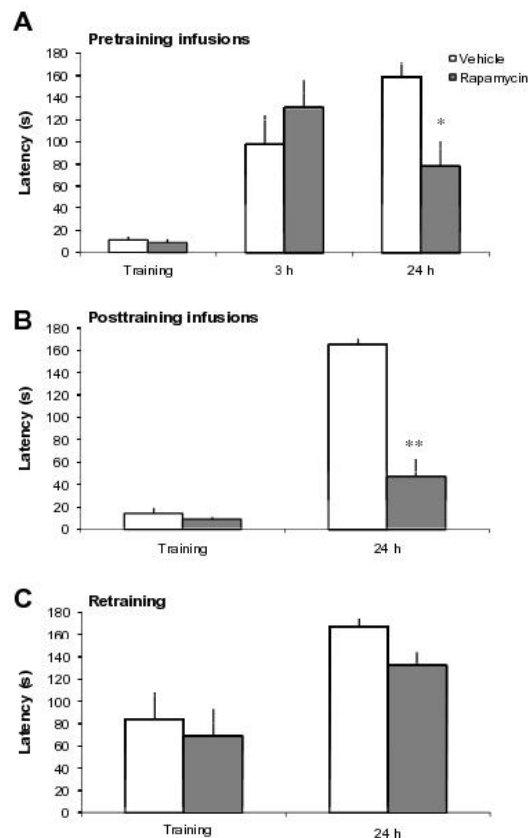 A
Pretraining infusions
180
160
140
120
100
80
60
40
20
0
Latency (s)
Vehicle
Rapamycin
*
Training 3 h 24 h
B
Posttraining infusions
180
160
140
120
100
80
60
40
20
0
Latency (s)
**
Training 24 h
C
Retraining
180
160
140
120
100
80
60
40
20
0
Latency (s)
Training 24 h